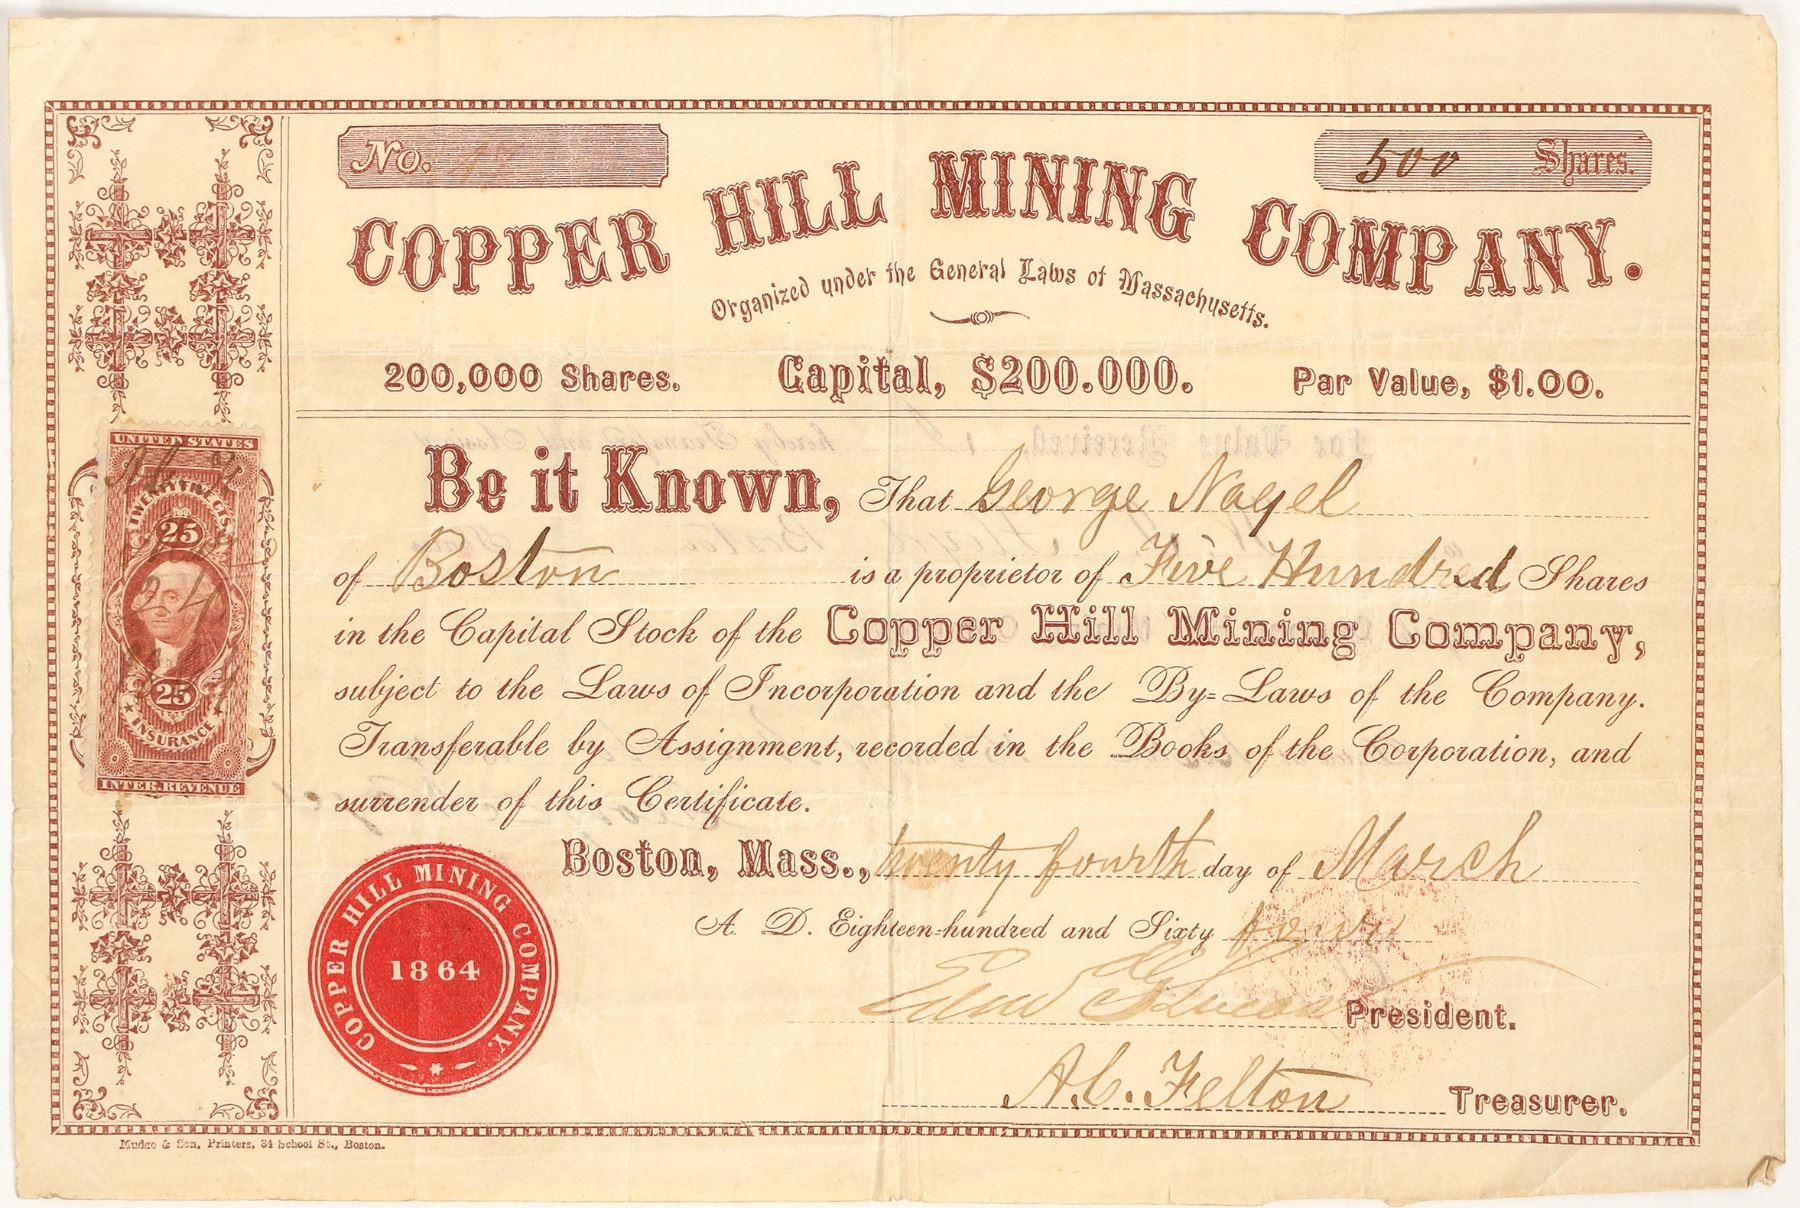 No.
500 Shares.
COPPER HILL MINING COMPANY.
Organized under the General Laws of Massachusetts.
200,000 Shares. Capital, $200.000. Par Value, $1.00.
Be it Known, That George Nagel
of Boston is a proprietor of Five Hundred Shares
in the Capital Stock of the Copper Hill Mining Company,
subject to the Laws of Incorporation and the By=Laws of the Company.
Transferable by Assignment, recorded in the Books of the Corporation, and
surrender of this Certificate.
Boston, Mass., twenty fourth day of March
A. D. Eighteen=hundred and Sixty four
President.
A.C. Felton Treasurer.
UNITED STATES
TWENTY FIVE CTS.
25
24
25
INSURANCE
INTER. REVENUE
COPPER HILL MINING COMPANY.
1864
Mudge & Son, Printers, 34 School St., Boston.